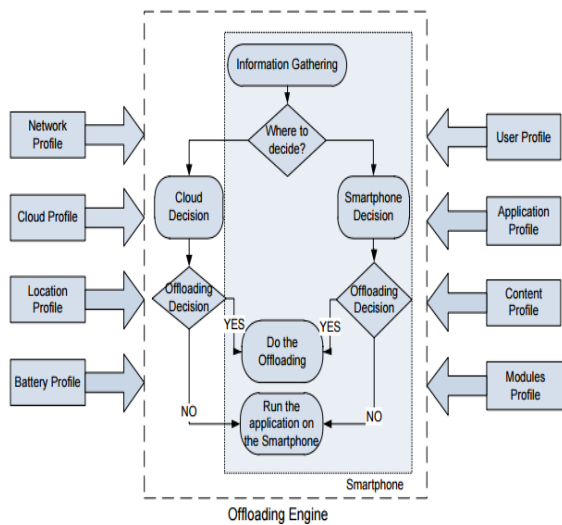 Information Gathering
Where to
decide?
Network
Profile
User Profile
Cloud
Decision
Smartphone
Decision
Cloud Profile
Application
Profile
Location
Profile
Offloading
Decision
Offloading
Decision
Content
Profile
YES
YES
Do the
Offloading
Battery Profile
Modules
Profile
NO
NO
Run the
application on
the Smartphone
Smartphone
Offloading Engine